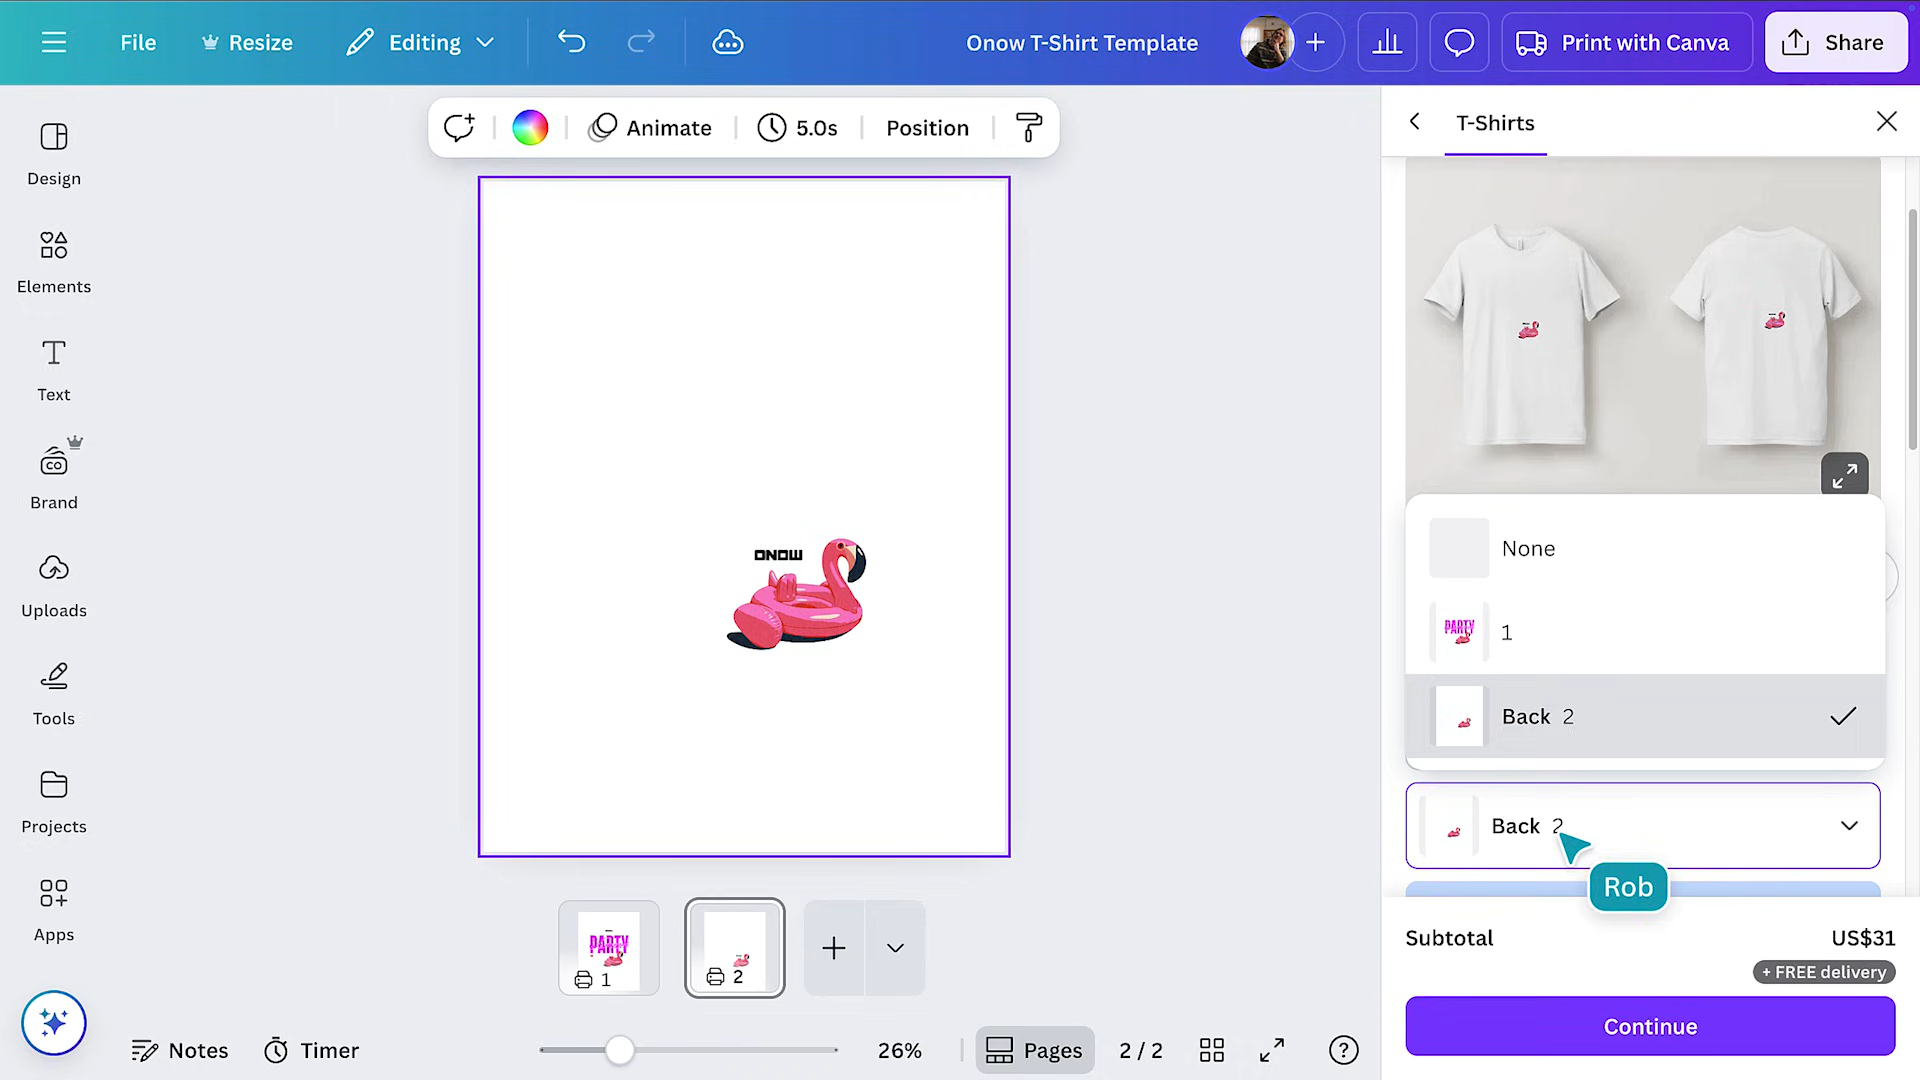 File
Resize
Editing
Onow T-Shirt Template
Print with Canva
Share
Design
Elements
Text
CO
Brand
Uploads
Tools
Projects
Apps
Animate
5.0s
Position
ONOW
T-Shirts
None
PARTY
1
Back 2
Back 2
Rob
Subtotal
US$31
+ FREE delivery
Continue
PARTY
1
2
Notes
Timer
26%
Pages
2 / 2
?